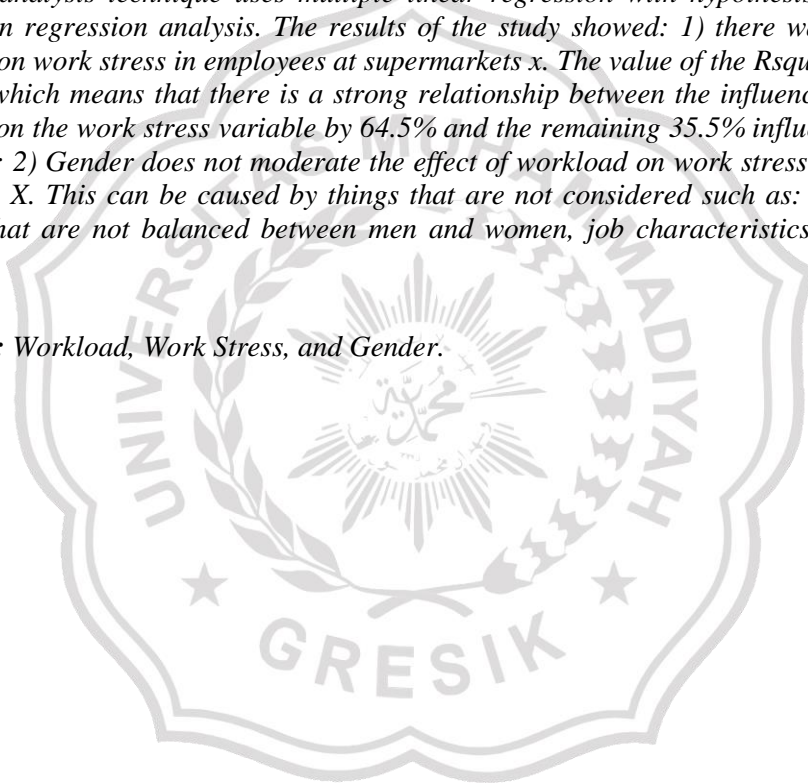 analysis technique uses multiple linear regression with hypothesis
n regression analysis. The results of the study showed: 1) there wa
on work stress in employees at supermarkets x. The value of the Rsqu
which means that there is a strong relationship between the influenc
on the work stress variable by 64.5% and the remaining 35.5% influ
: 2) Gender does not moderate the effect of workload on work stress
X. This can be caused by things that are not considered such as:
hat are not balanced between men and women, job characteristics
: Workload, Work Stress, and Gender.
UNIVERSITAS MUHAMMADIYAH
GRESIK